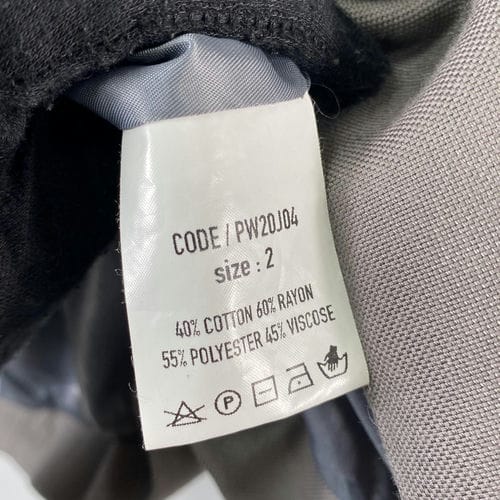 CODE / PW20J04
size : 2
40% COTTON 60% RAYON
55% POLYESTER 45% VISCOSE
P